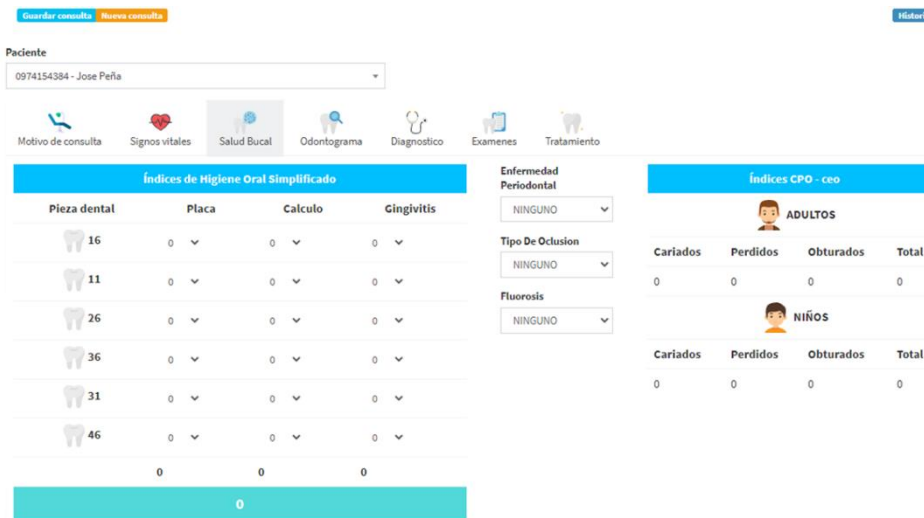 Guardar consulta Nueva consulta
Paciente
0974154384 - Jose Peña
Motivo de consulta Signos vitales Salud Bucal Odontograma Diagnostico Examenes Tratamiento
Índices de Higiene Oral Simplificado
Pieza dental Placa Calculo Gingivitis
16 0 0 0
11 0 0 0
26 0 0 0
36 0 0 0
31 0 0 0
46 0 0 0
0 0 0
0
Enfermedad
Periodontal
NINGUNO
Tipo De Oclusion
NINGUNO
Fluorosis
NINGUNO
Índices CPO - ceo
ADULTOS
Cariados Perdidos Obturados Total
0 0 0 0
NIÑOS
Cariados Perdidos Obturados Total
0 0 0 0